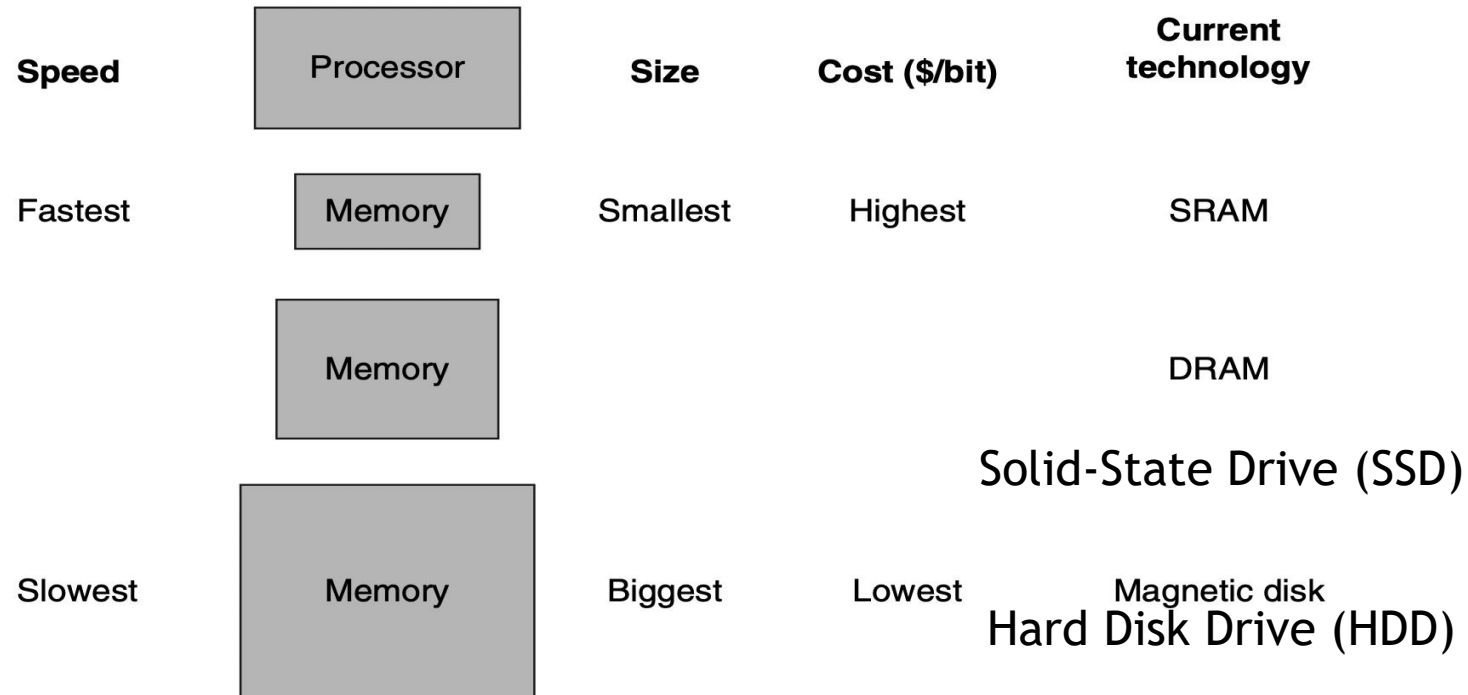 Speed Processor Size Cost ($/bit) Current technology
Fastest Memory Smallest Highest SRAM
Memory DRAM
Solid-State Drive (SSD)
Slowest Memory Biggest Lowest Magnetic disk
Hard Disk Drive (HDD)